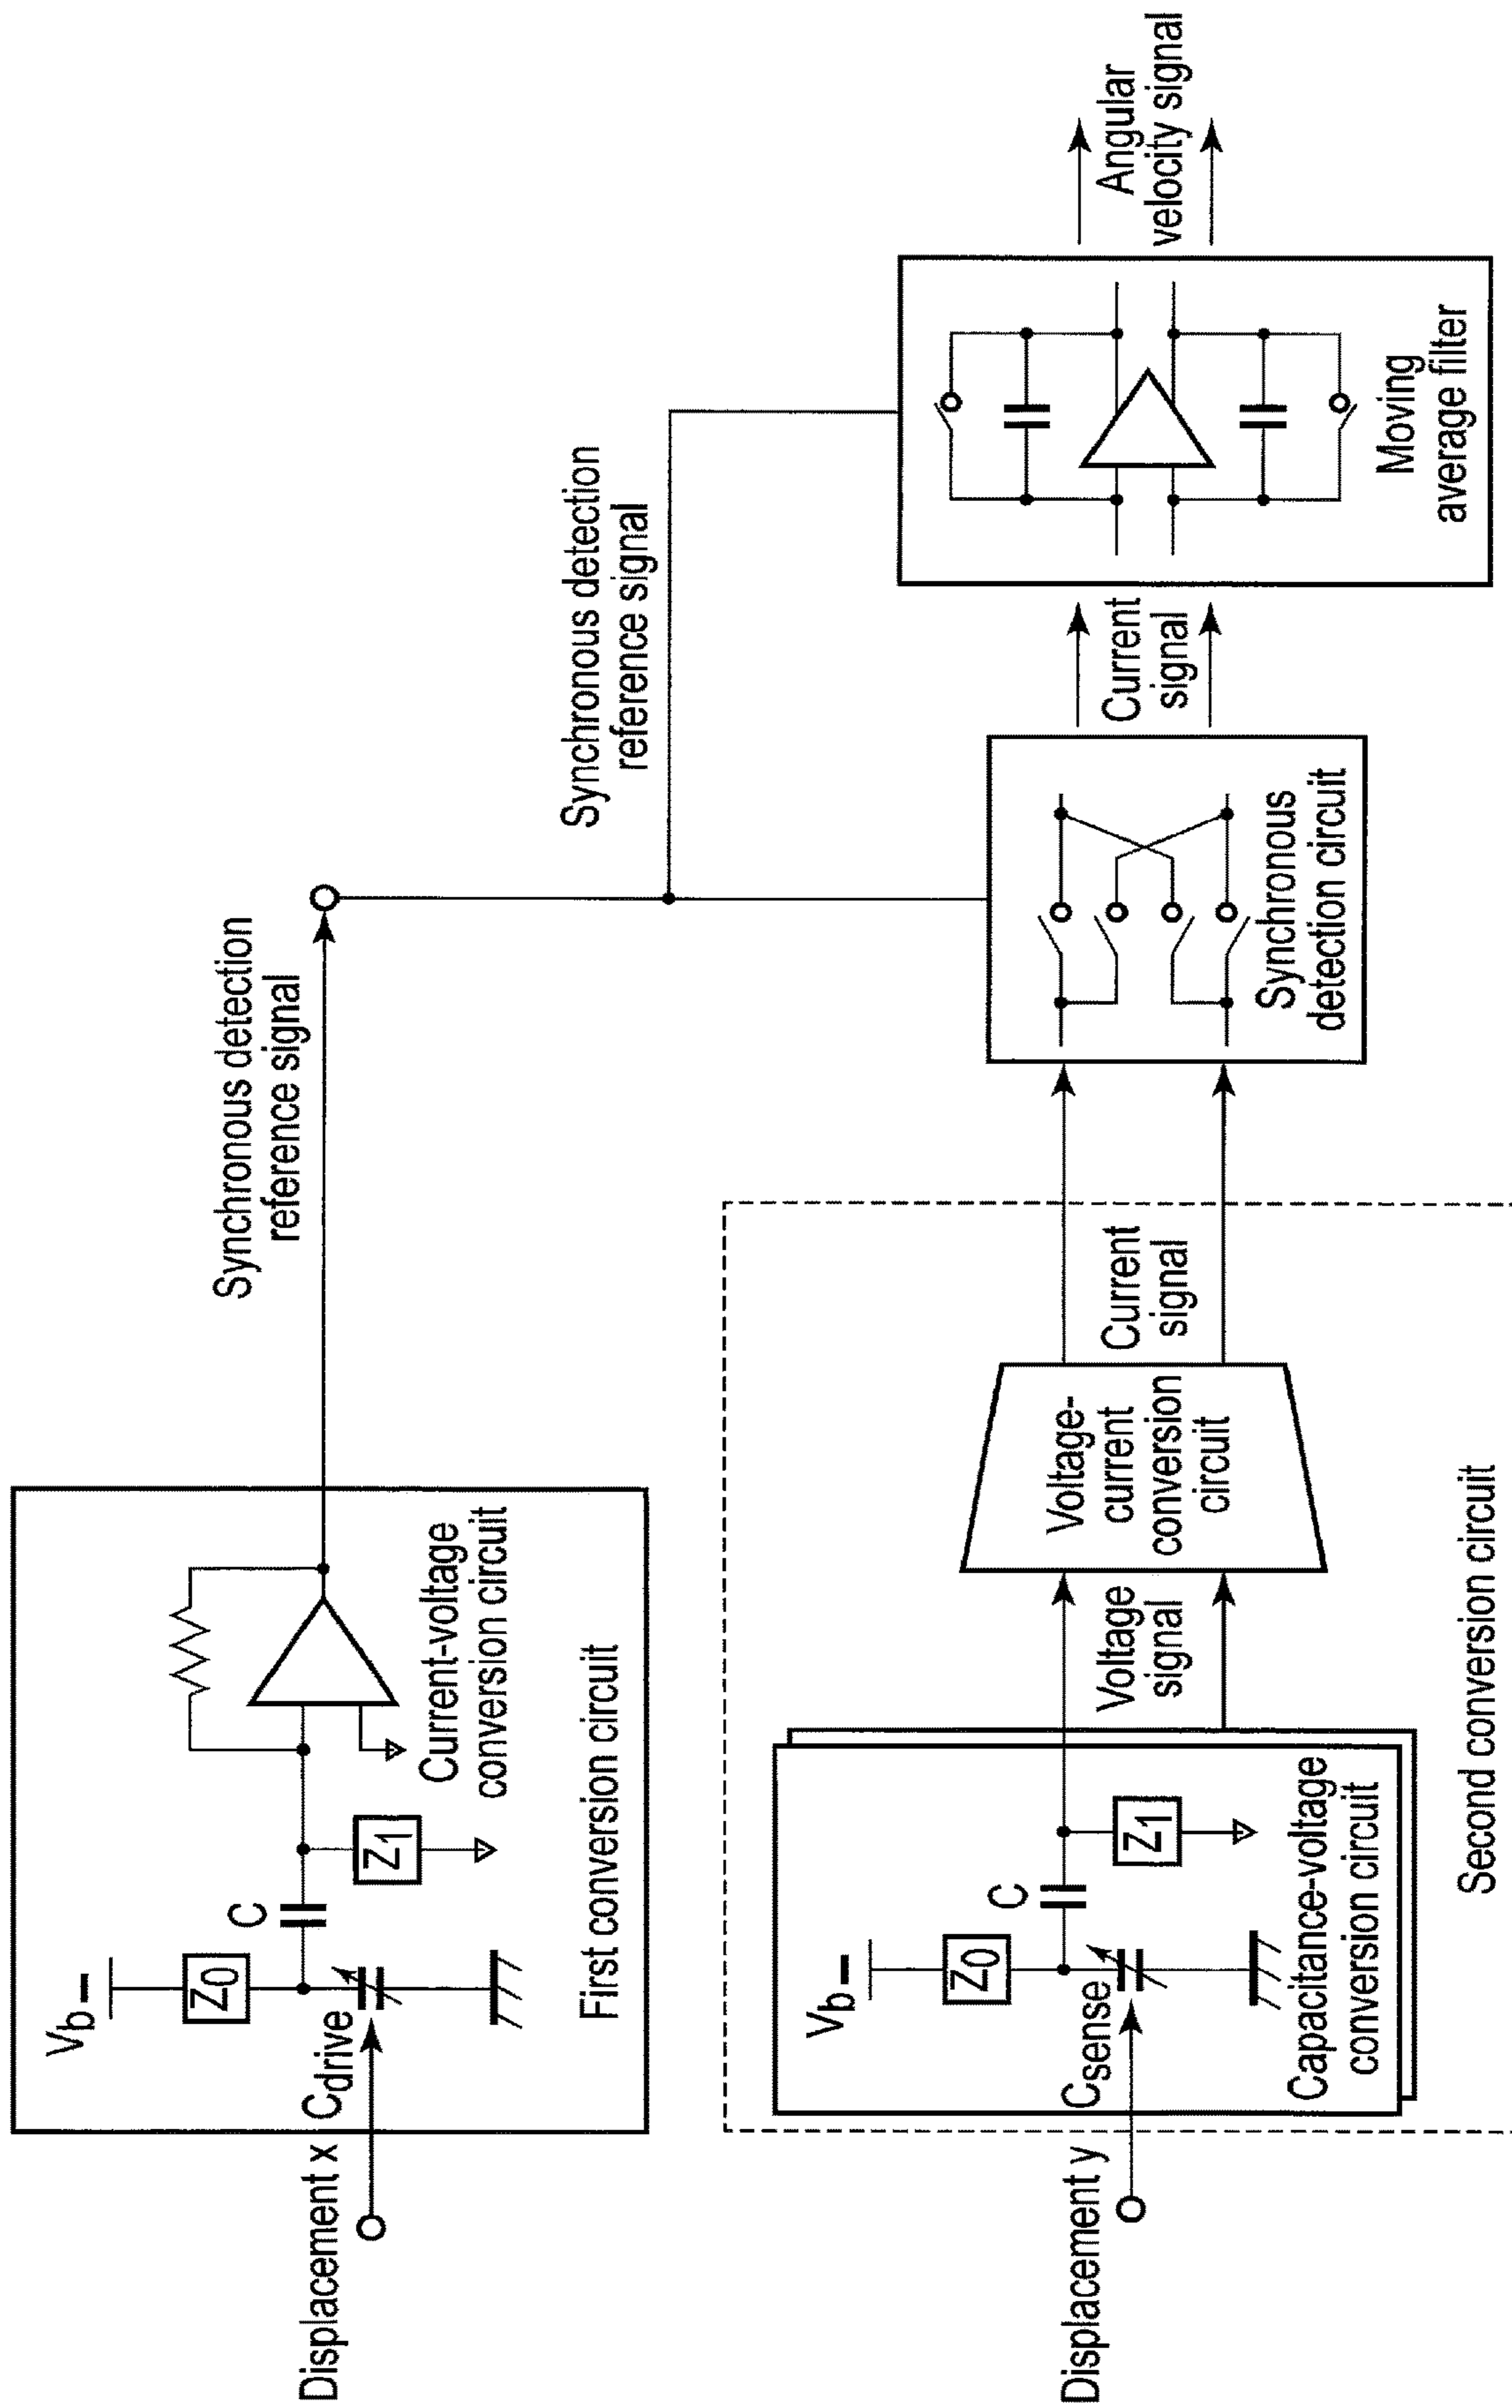 Displacement x
Vb
Z0
Cdrive
C
Z1
Current-voltage
conversion circuit
First conversion circuit
Synchronous detection
reference signal
Synchronous detection
reference signal
Displacement y
Vb
Z0
Csense
C
Z1
Capacitance-voltage
conversion circuit
Voltage
signal
Voltage-
current
conversion
circuit
Current
signal
Second conversion circuit
Synchronous
detection circuit
Current
signal
Moving
average filter
Angular
velocity signal